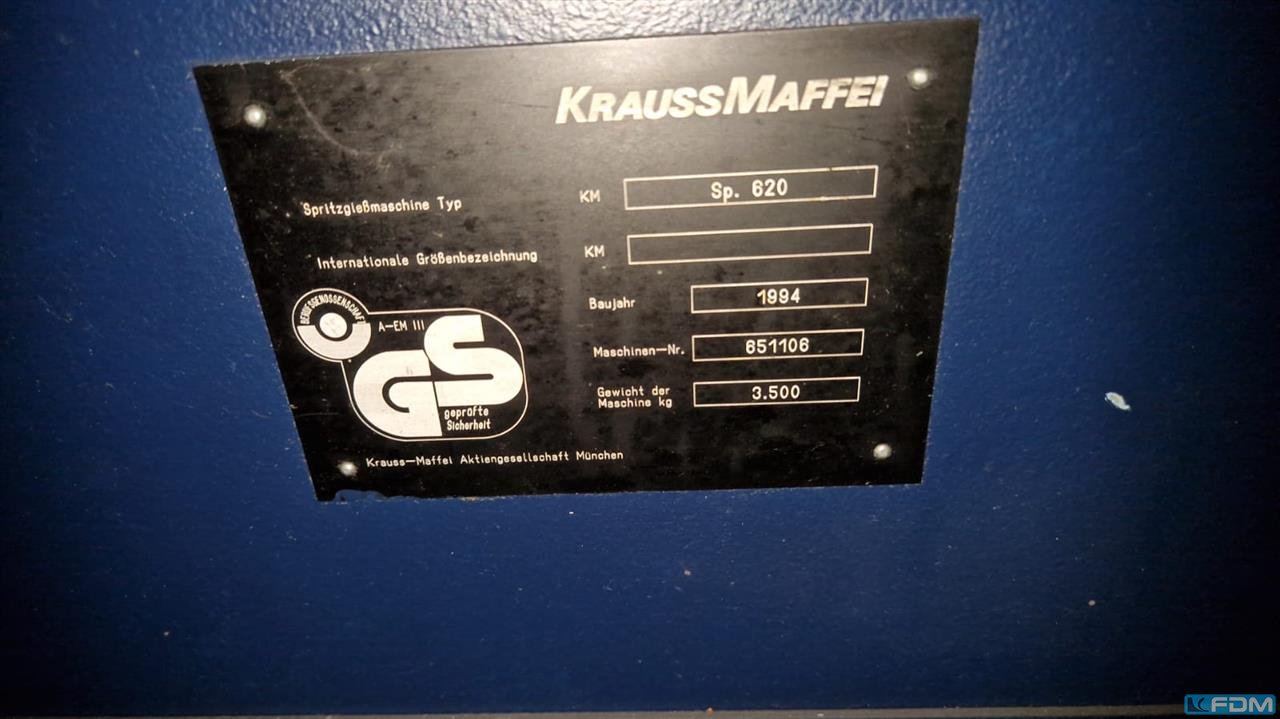 KRAUSSMAFFEI
Spritzgießmaschine Typ KM Sp. 620
Internationale Größenbezeichnung KM
Baujahr 1994
Maschinen-Nr. 651106
Gewicht der
Maschine kg 3.500
A-EM III
GS
geprüfte
Sicherheit
Krauss-Maffei Aktiengesellschaft München
FDM